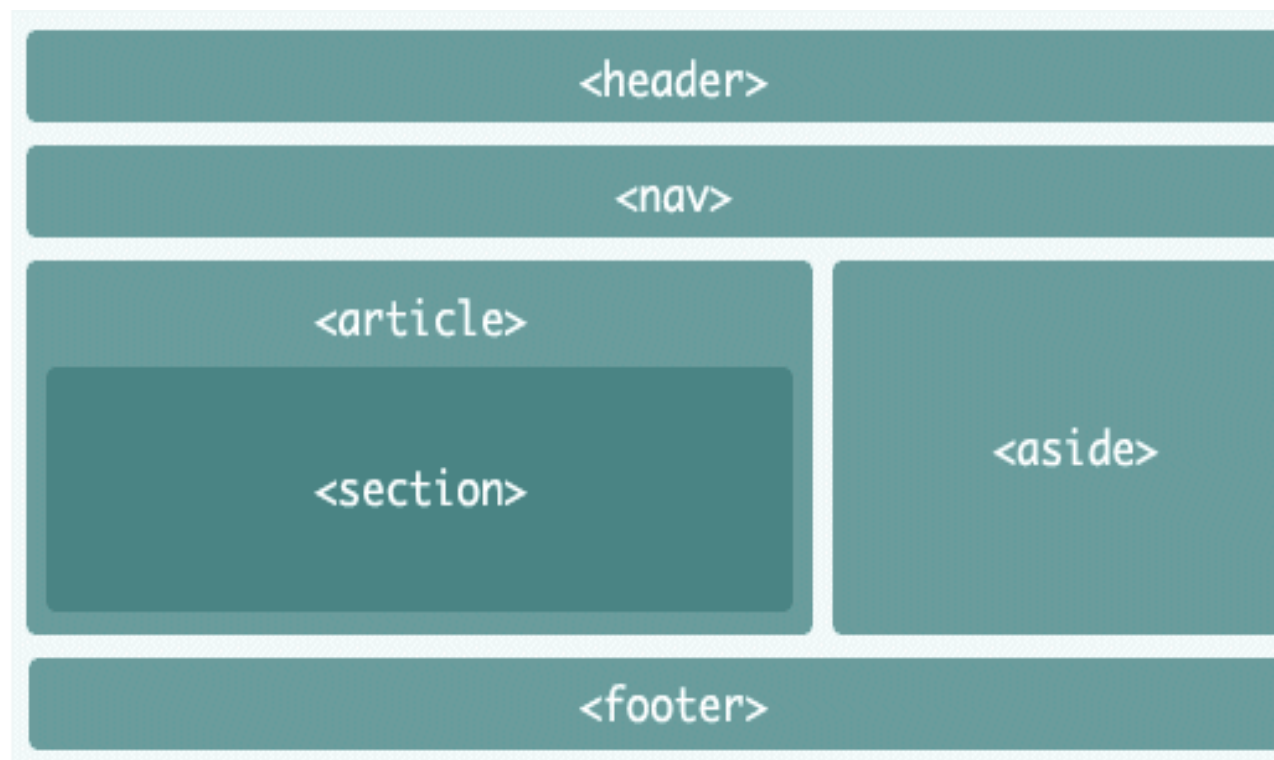 <header>
<nav>
<article>
<section>
<aside>
<footer>